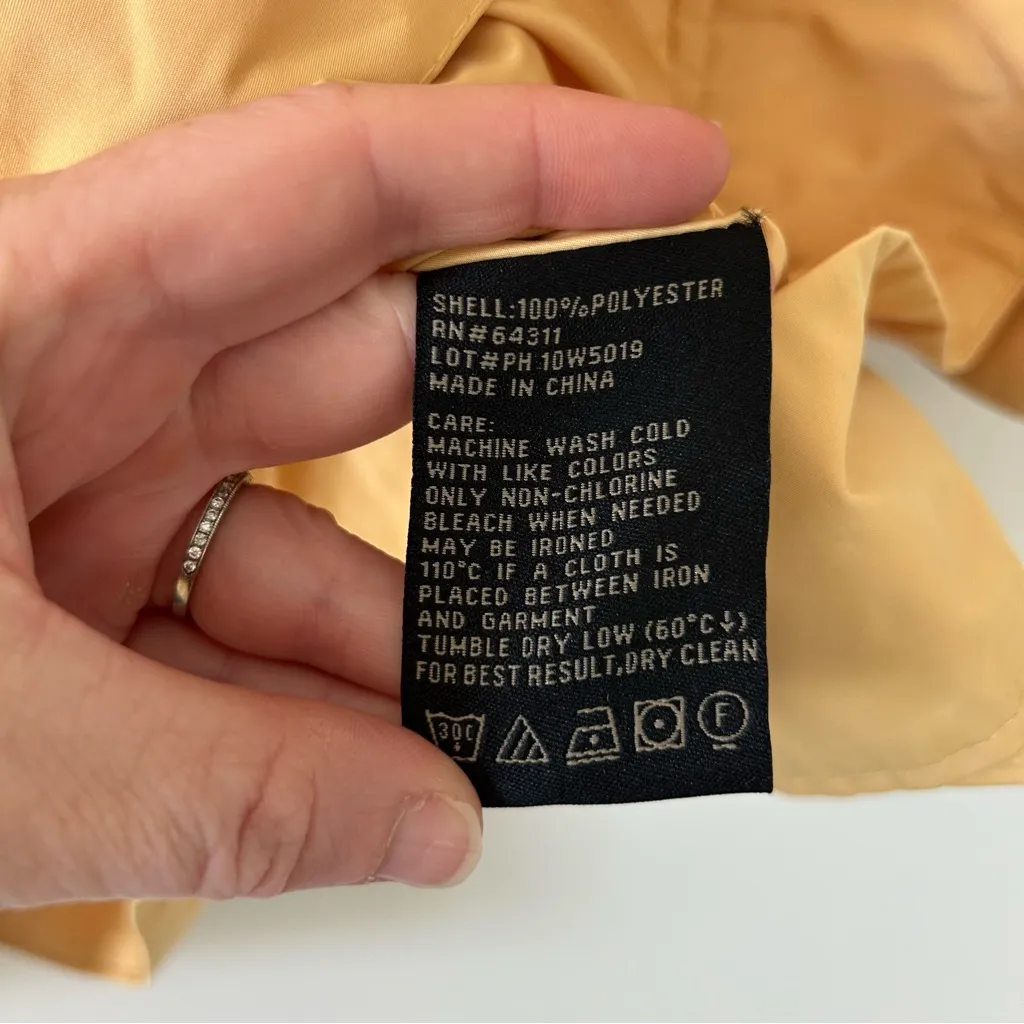 SHELL:100%POLYESTER
RN#64311
LOT#PH 10W5019
MADE IN CHINA
CARE:
MACHINE WASH COLD
WITH LIKE COLORS
ONLY NON-CHLORINE
BLEACH WHEN NEEDED
MAY BE IRONED
110°C IF A CLOTH IS
PLACED BETWEEN IRON
AND GARMENT
TUMBLE DRY LOW (60°C↓)
FOR BEST RESULT,DRY CLEAN
30C F